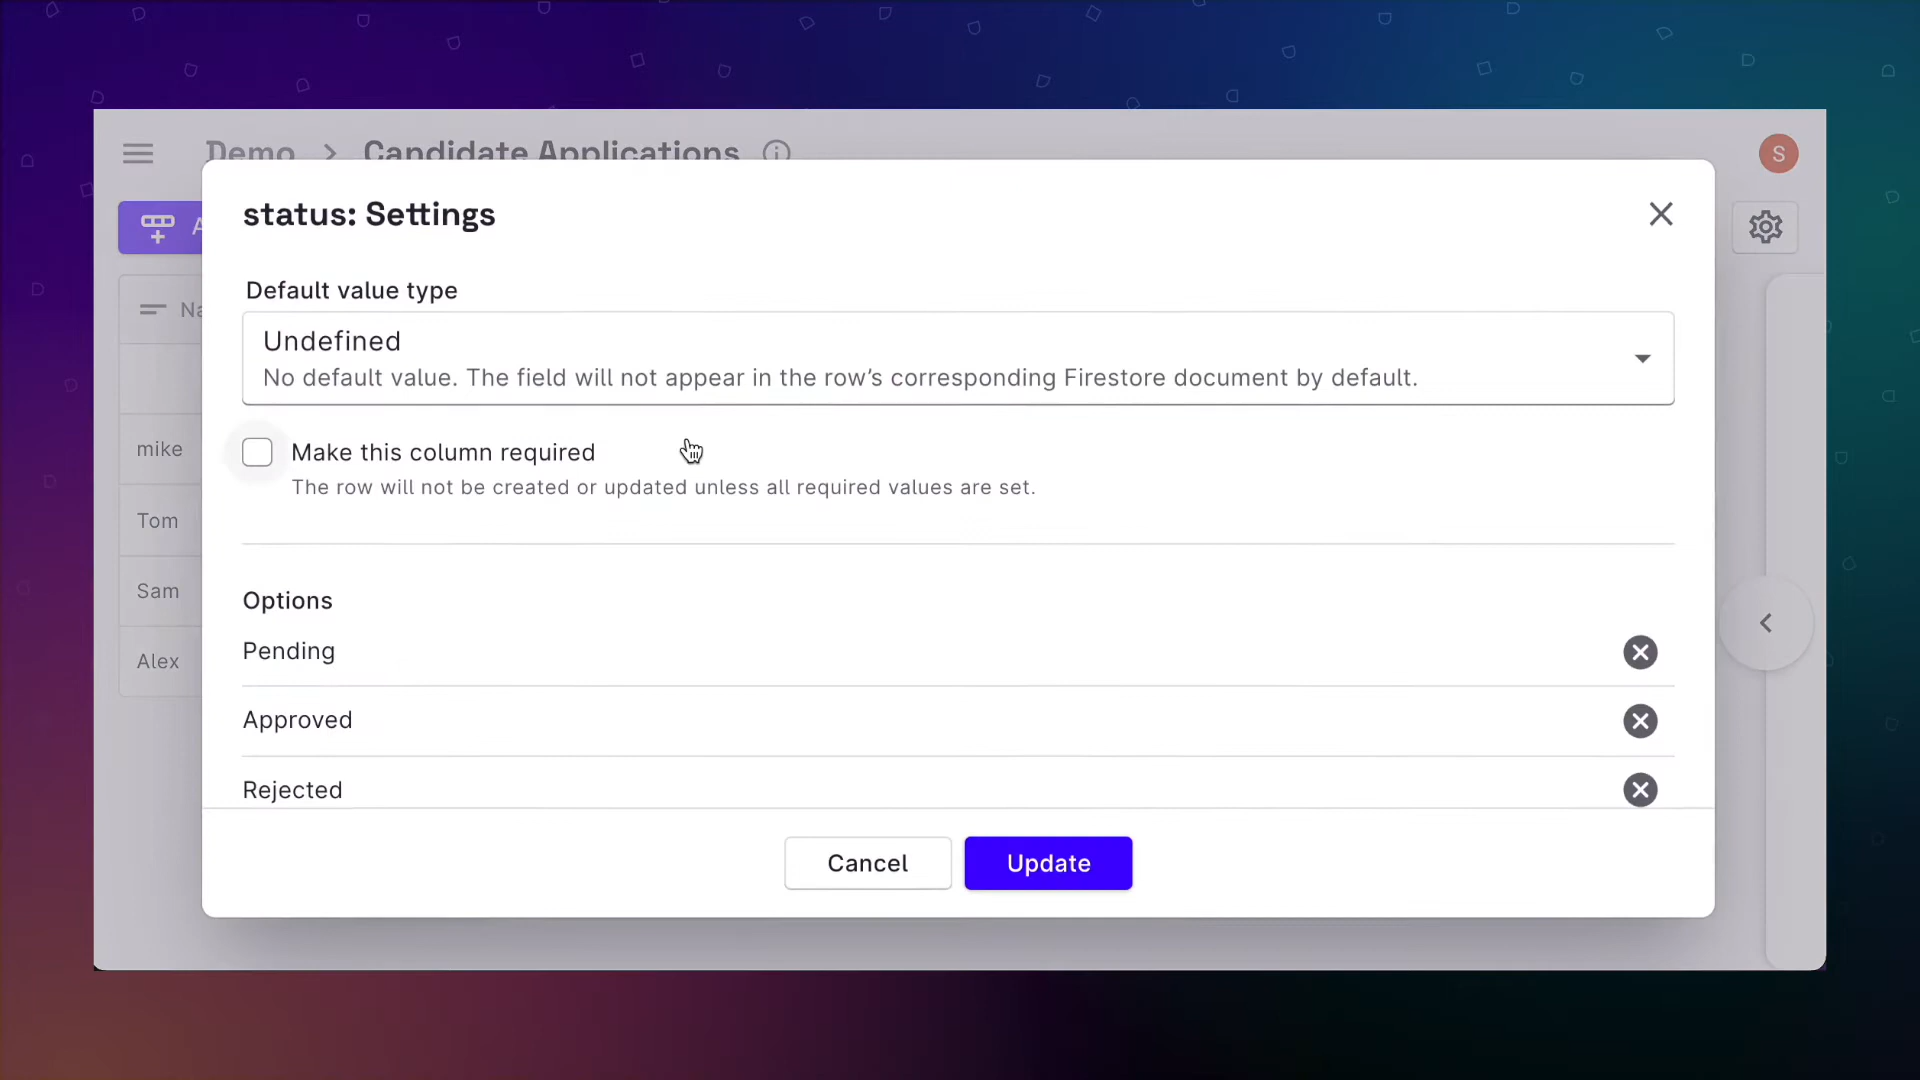 Demo > Candidate Applications
S
status: Settings
Default value type
Undefined
No default value. The field will not appear in the row’s corresponding Firestore document by default.
Make this column required
The row will not be created or updated unless all required values are set.
mike
Tom
Sam
Alex
Options
Pending
Approved
Rejected
Cancel
Update